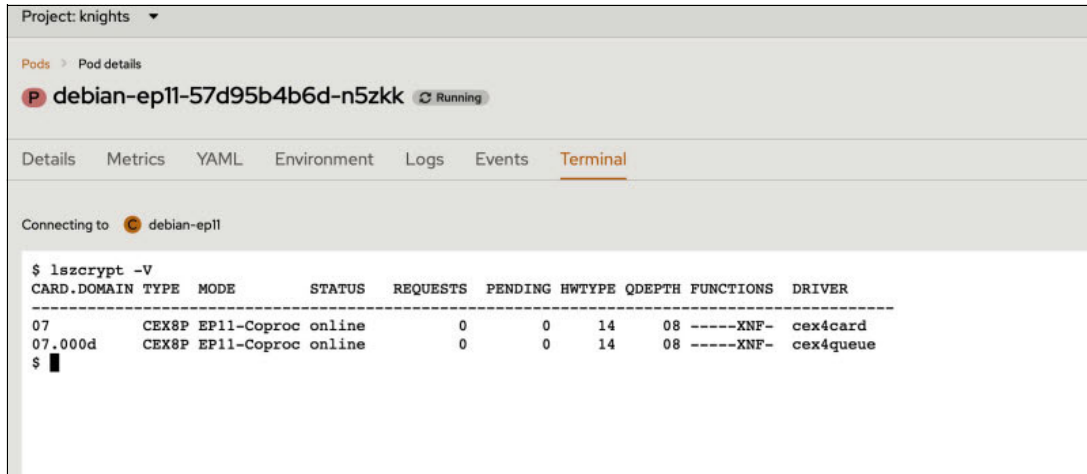 Project: knights
Pods > Pod details
P debian-ep11-57d95b4b6d-n5zkk Running
Details Metrics YAML Environment Logs Events Terminal
Connecting to C debian-ep11
$ lszcrypt -V
CARD.DOMAIN TYPE MODE STATUS REQUESTS PENDING HWTYPE QDEPTH FUNCTIONS DRIVER
--------------------------------------------------------------------------------------------
07 CEX8P EP11-Coproc online 0 0 14 08 -----XNF- cex4card
07.000d CEX8P EP11-Coproc online 0 0 14 08 -----XNF- cex4queue
$